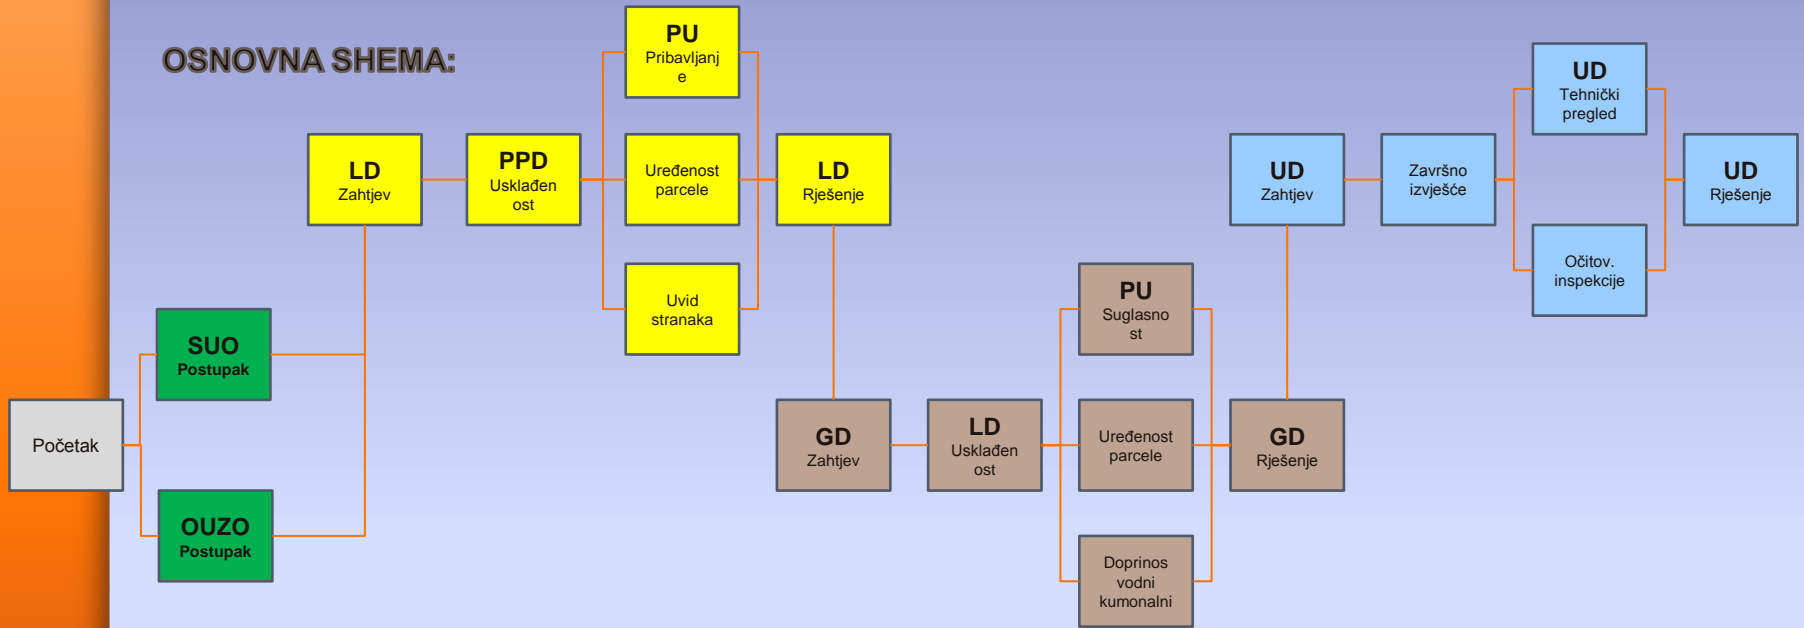 OSNOVNA SHEMA:
Početak
SUO
Postupak
OUZO
Postupak
LD
Zahtjev
PPD
Usklađen
ost
PU
Pribavljanj
e
Uređenost
parcele
Uvid
stranaka
LD
Rješenje
GD
Zahtjev
LD
Usklađen
ost
PU
Suglasno
st
Uređenost
parcele
Doprinos
vodni
kumonalni
GD
Rješenje
UD
Zahtjev
Završno
izvješće
UD
Tehnički
pregled
Očitov.
inspekcije
UD
Rješenje